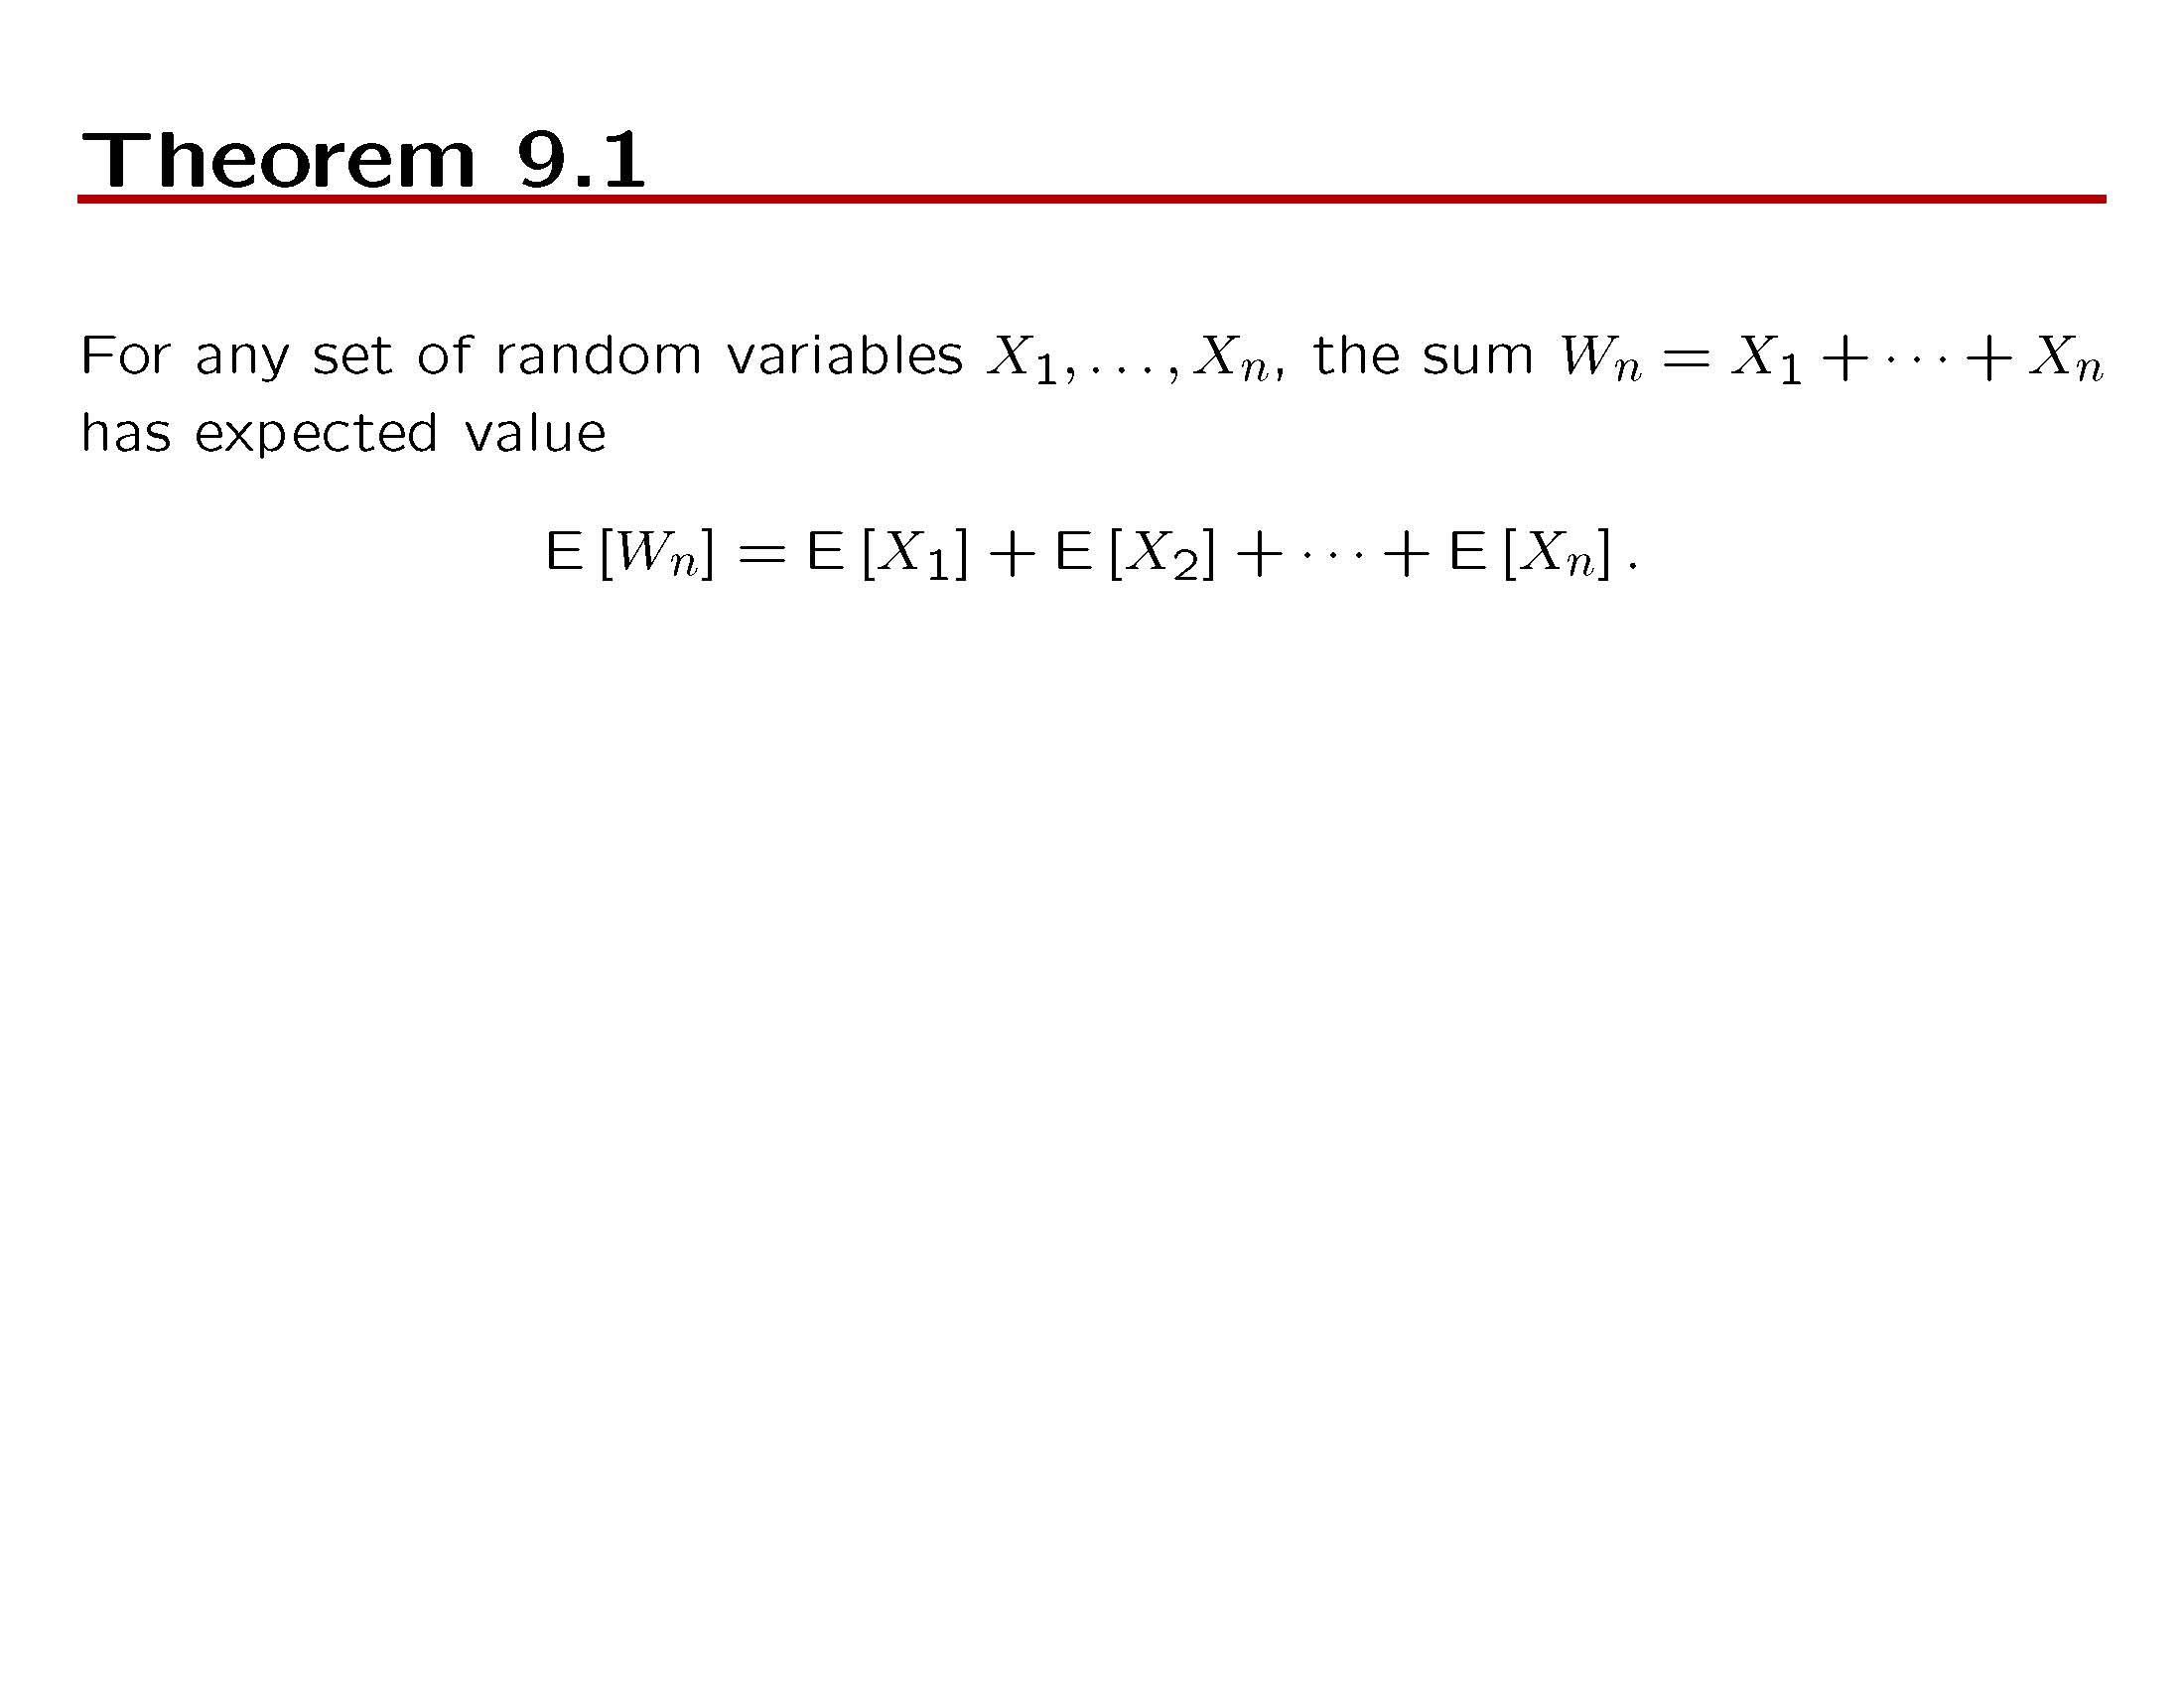 Theorem 9.1
For any set of random variables X₁, . . . , Xₙ, the sum Wₙ = X₁ + · · · + Xₙ
has expected value
E [Wₙ] = E [X₁] + E [X₂] + · · · + E [Xₙ] .